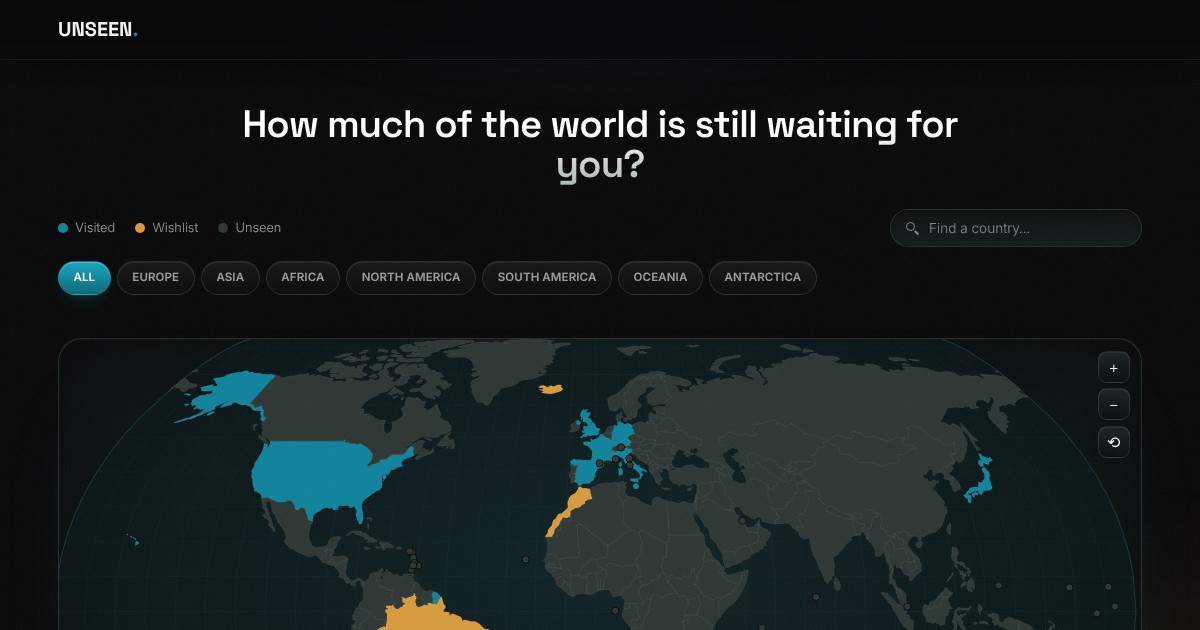 UNSEEN.
How much of the world is still waiting for
you?
Visited Wishlist Unseen
Find a country...
ALL EUROPE ASIA AFRICA NORTH AMERICA SOUTH AMERICA OCEANIA ANTARCTICA
+
−
⟲